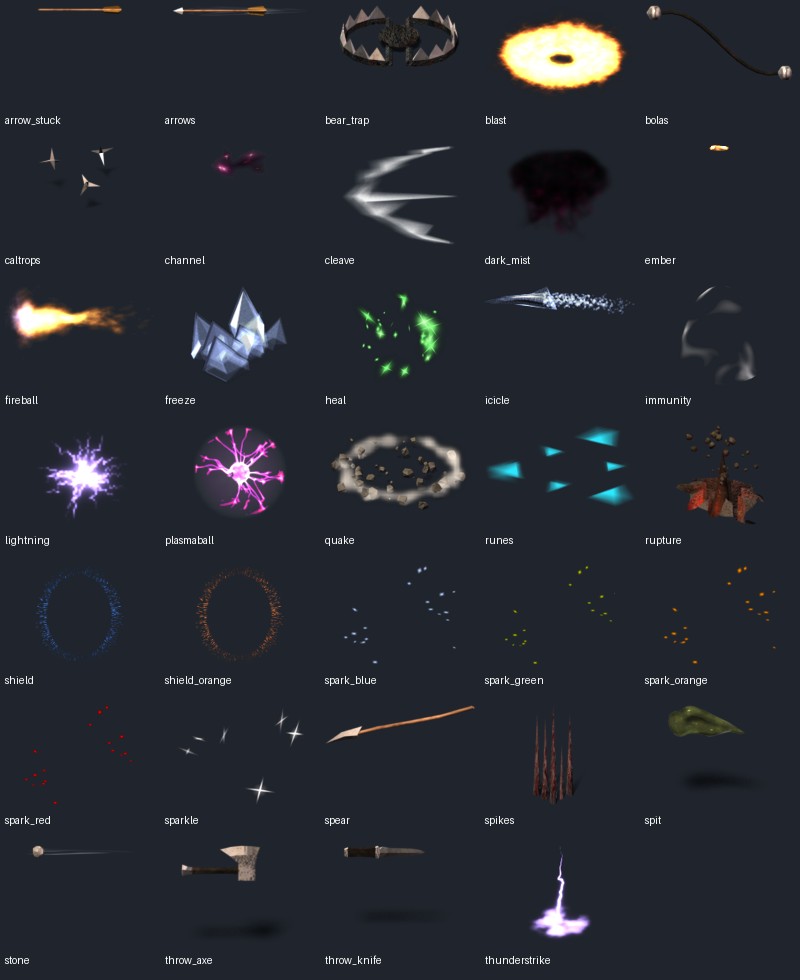 arrow_stuck
arrows
bear_trap
blast
bolas
caltrops
channel
cleave
dark_mist
ember
fireball
freeze
heal
icicle
immunity
lightning
plasmaball
quake
runes
rupture
shield
shield_orange
spark_blue
spark_green
spark_orange
spark_red
sparkle
spear
spikes
spit
stone
throw_axe
throw_knife
thunderstrike